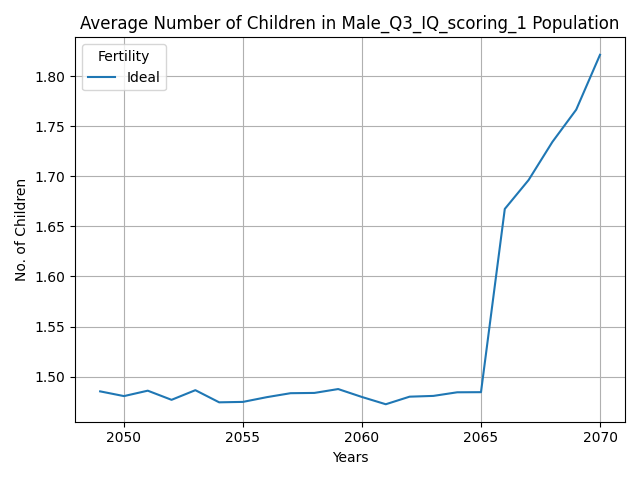 Average Number of Children in Male_Q3_IQ_scoring_1 Population
Fertility
Ideal
No. of Children
1.80
1.75
1.70
1.65
1.60
1.55
1.50
2050
2055
2060
2065
2070
Years